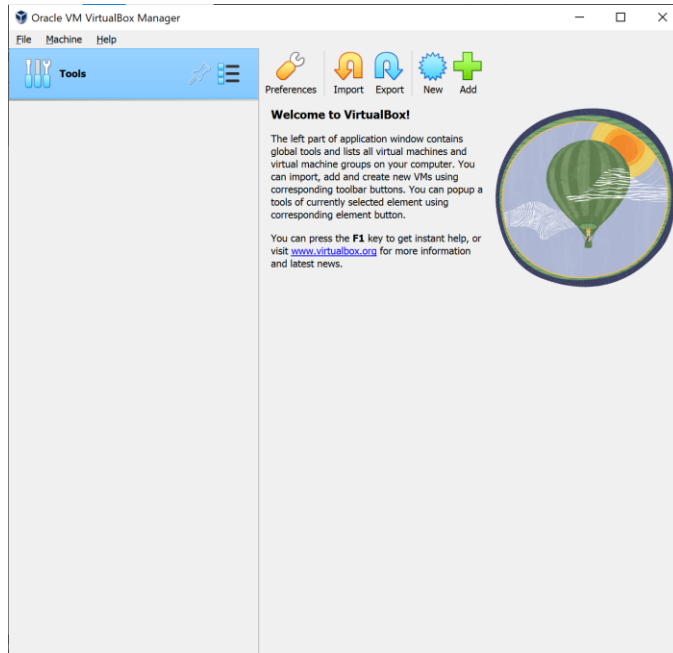 Oracle VM VirtualBox Manager
File Machine Help
Tools
Preferences Import Export New Add
Welcome to VirtualBox!
The left part of application window contains
global tools and lists all virtual machines and
virtual machine groups on your computer. You
can import, add and create new VMs using
corresponding toolbar buttons. You can popup a
tools of currently selected element using
corresponding element button.
You can press the F1 key to get instant help, or
visit www.virtualbox.org for more information
and latest news.